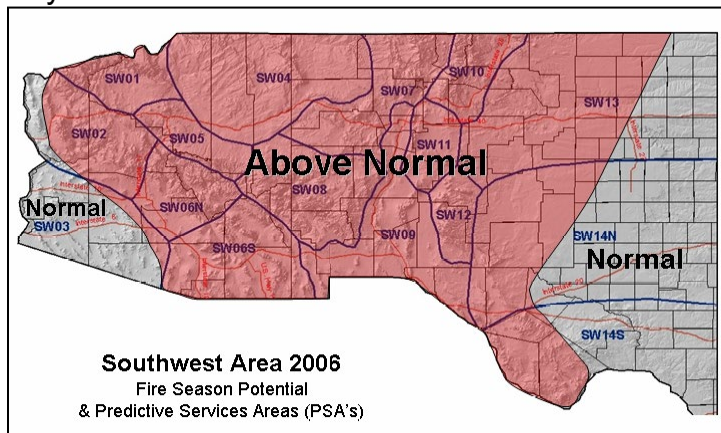 SW01
SW04
SW10
SW07
SW13
SW02
SW05
SW11
Above Normal
SW08
SW06N
SW12
Normal
SW03
SW09
SW06S
SW14N
Normal
SW14S
Southwest Area 2006
Fire Season Potential
& Predictive Services Areas (PSA's)